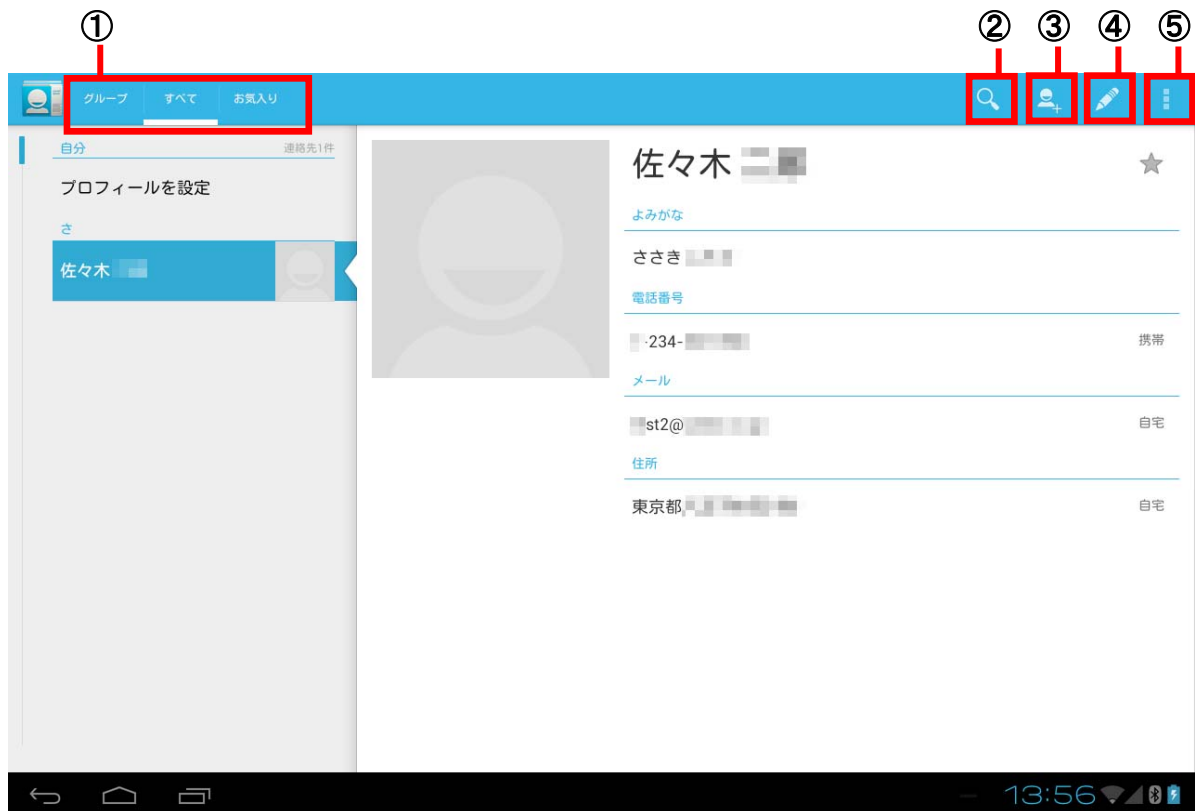 ① ② ③ ④ ⑤
グループ すべて お気入り
自分 連絡先1件
プロフィールを設定
さ
佐々木
佐々木
よみがな
ささき
電話番号
-234- 携帯
メール
st2@ 自宅
住所
東京都 自宅
13:56